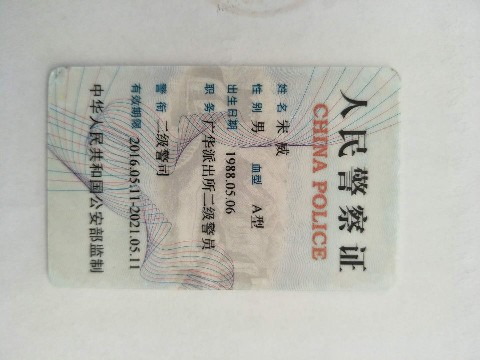 人民警察证
CHINA POLICE
姓名 宋威
性别 男 血型 A型
出生日期 1988.05.06
职务 广华派出所二级警员
警衔 二级警司
有效期限 2016.05.11-2021.05.11
中华人民共和国公安部监制